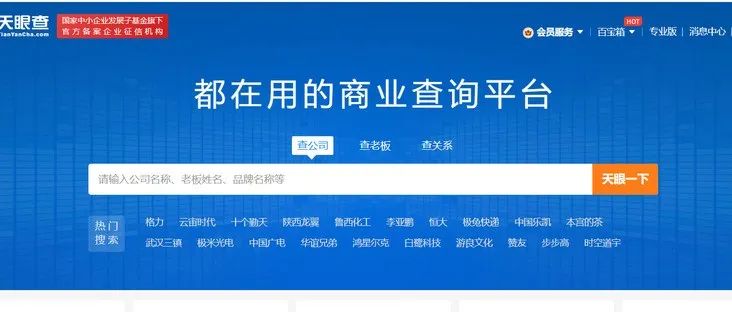 天眼查
TianYanCha.com
国家中小企业发展子基金旗下
官方备案企业征信机构
会员服务
百宝箱
HOT
专业版
消息中心
都在用的商业查询平台
查公司 查老板 查关系
请输入公司名称、老板姓名、品牌名称等
天眼一下
热门
搜索
格力 云宙时代 十个勤天 陕西龙翼 鲁西化工 李亚鹏 恒大 极兔快递 中国乐凯 本宫的茶
武汉三镇 极米光电 中国广电 华谊兄弟 鸿星尔克 白鹭科技 游良文化 赞友 步步高 时空道宇